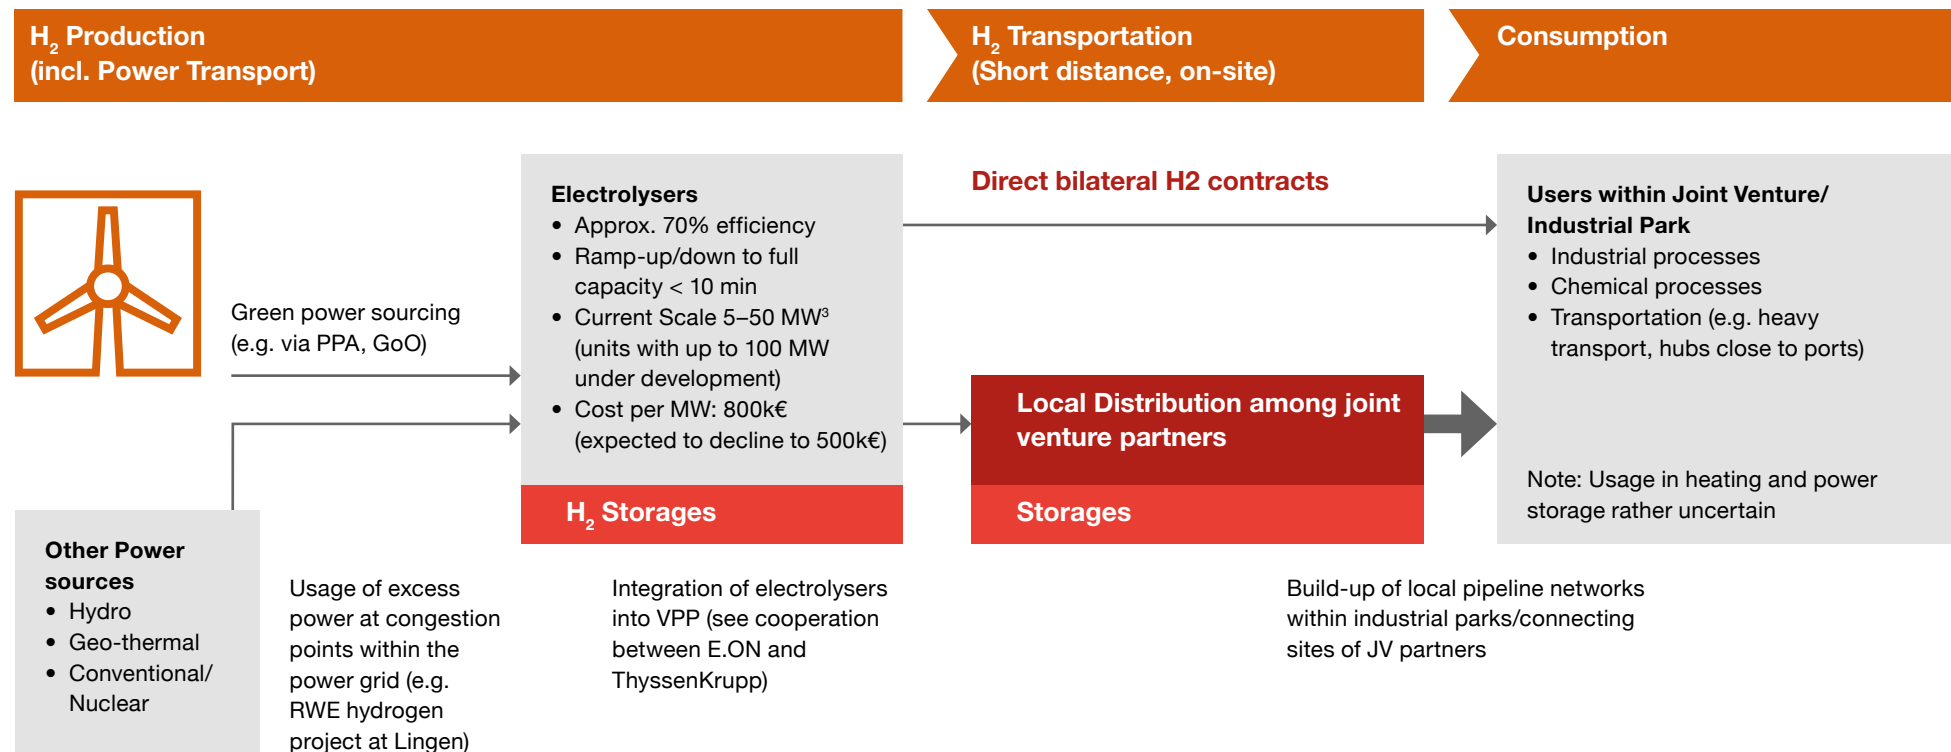 H₂ Production
(incl. Power Transport)
H₂ Transportation
(Short distance, on-site)
Consumption
Green power sourcing
(e.g. via PPA, GoO)
Electrolysers
• Approx. 70% efficiency
• Ramp-up/down to full
capacity < 10 min
• Current Scale 5–50 MW³
(units with up to 100 MW
under development)
• Cost per MW: 800k€
(expected to decline to 500k€)
H₂ Storages
Direct bilateral H2 contracts
Local Distribution among joint
venture partners
Storages
Users within Joint Venture/
Industrial Park
• Industrial processes
• Chemical processes
• Transportation (e.g. heavy
transport, hubs close to ports)
Note: Usage in heating and power
storage rather uncertain
Other Power
sources
• Hydro
• Geo-thermal
• Conventional/
Nuclear
Usage of excess
power at congestion
points within the
power grid (e.g.
RWE hydrogen
project at Lingen)
Integration of electrolysers
into VPP (see cooperation
between E.ON and
ThyssenKrupp)
Build-up of local pipeline networks
within industrial parks/connecting
sites of JV partners